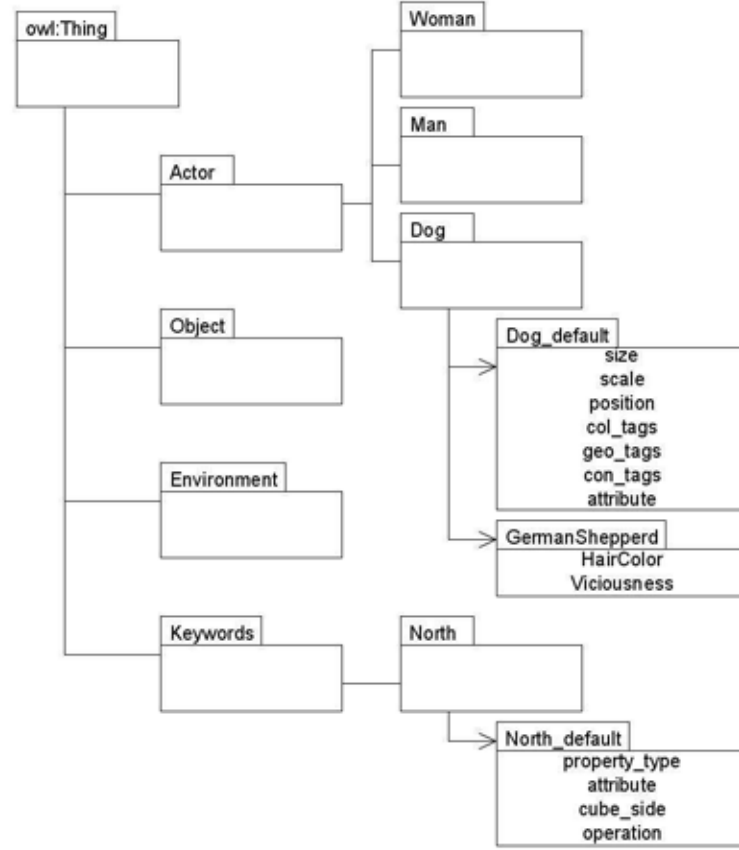 owl:Thing
Woman
Man
Actor
Dog
Object
Dog_default
size
scale
position
col_tags
geo_tags
con_tags
attribute
Environment
GermanShepperd
HairColor
Viciousness
Keywords
North
North_default
property_type
attribute
cube_side
operation